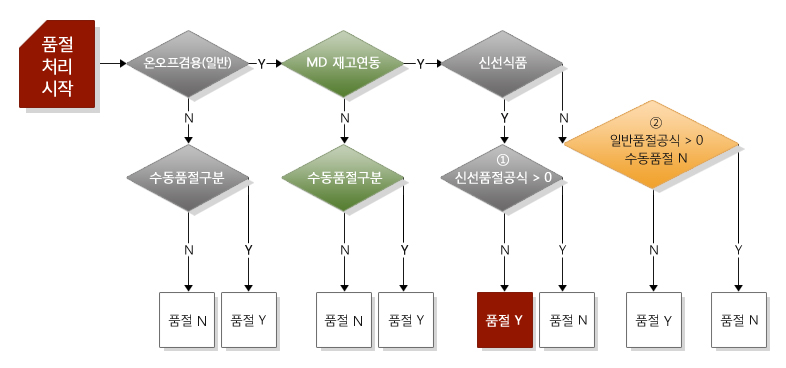 품절
처리
시작
온오프겸용(일반)
Y
MD 재고연동
Y
신선식품
N
N
Y
N
②
일반품절공식 > 0
수동품절 N
수동품절구분
수동품절구분
①
신선품절공식 > 0
N
Y
N
Y
N
Y
N
Y
품절 N
품절 Y
품절 N
품절 Y
품절 Y
품절 N
품절 Y
품절 N